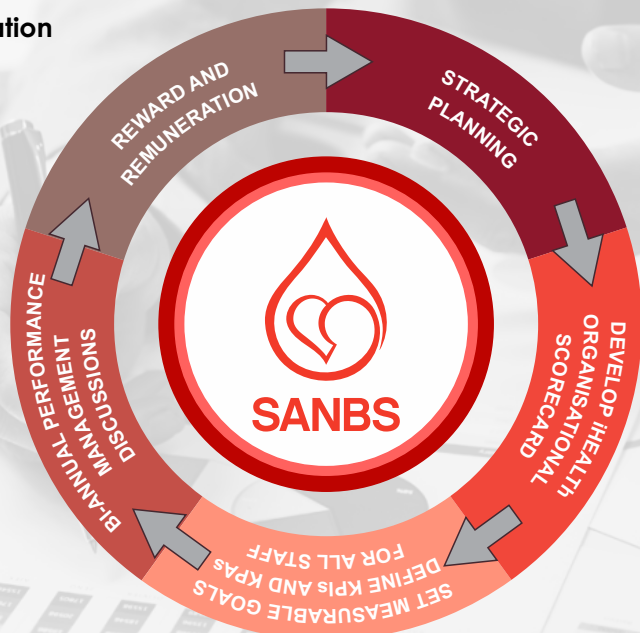 ation
REWARD AND
REMUNERATION
STRATEGIC
PLANNING
DEVELOP iHEALTh
ORGANISATIONAL
SCORECARD
SET MEASURABLE GOALS
DEFINE KPIs AND KPAs
FOR ALL STAFF
BI-ANNUAL PERFORMANCE
MANAGEMENT
DISCUSSIONS
SANBS